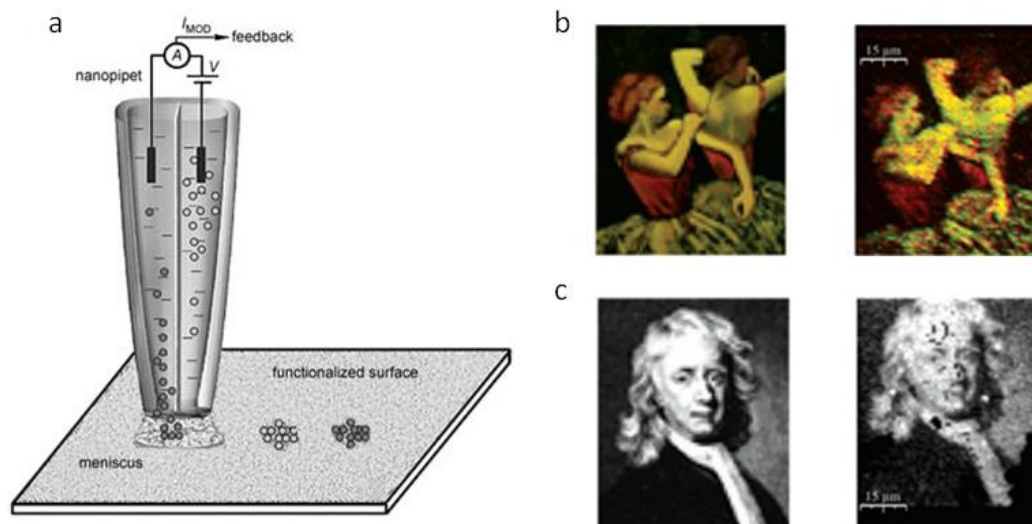 a
I_MOD
feedback
A
V
nanopipet
functionalized surface
meniscus
b
15 µm
c
15 µm